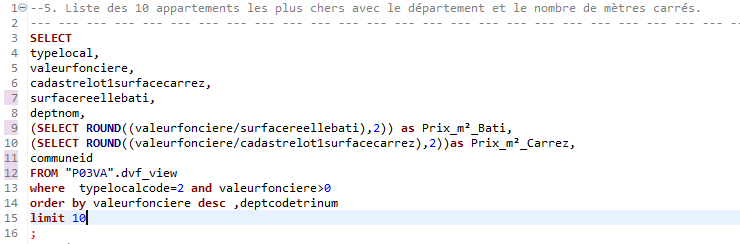 1 --5. Liste des 10 appartements les plus chers avec le département et le nombre de mètres carrés.
2 --- --- --- --- --- --- --- --- --- --- --- --- --- --- --- --- --- --- --- --- --- --- --- --- --- --
3 SELECT
4 typelocal,
5 valeurfonciere,
6 cadastrelot1surfacecarrez,
7 surfacereellebati,
8 deptnom,
9 (SELECT ROUND((valeurfonciere/surfacereellebati),2)) as Prix_m²_Bati,
10 (SELECT ROUND((valeurfonciere/cadastrelot1surfacecarrez),2))as Prix_m²_Carrez,
11 communeid
12 FROM "P03VA".dvf_view
13 where  typelocalcode=2 and valeurfonciere>0
14 order by valeurfonciere desc ,deptcodetrinum
15 limit 10
16 ;